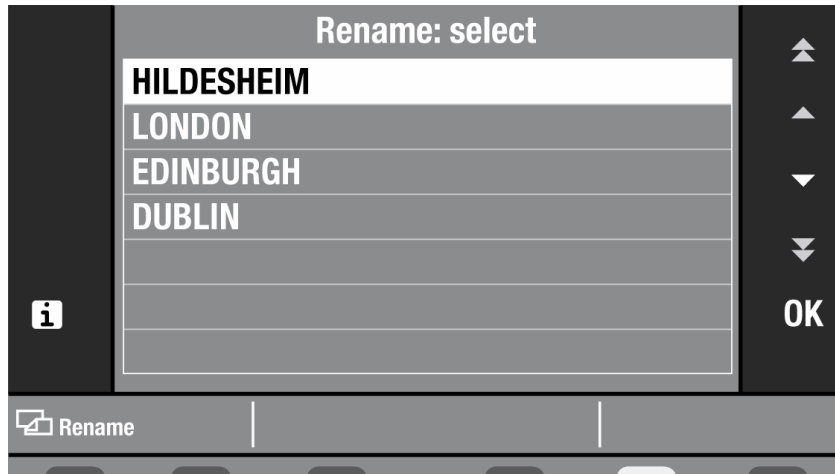 Rename: select
HILDESHEIM
LONDON
EDINBURGH
DUBLIN
i
OK
Rename